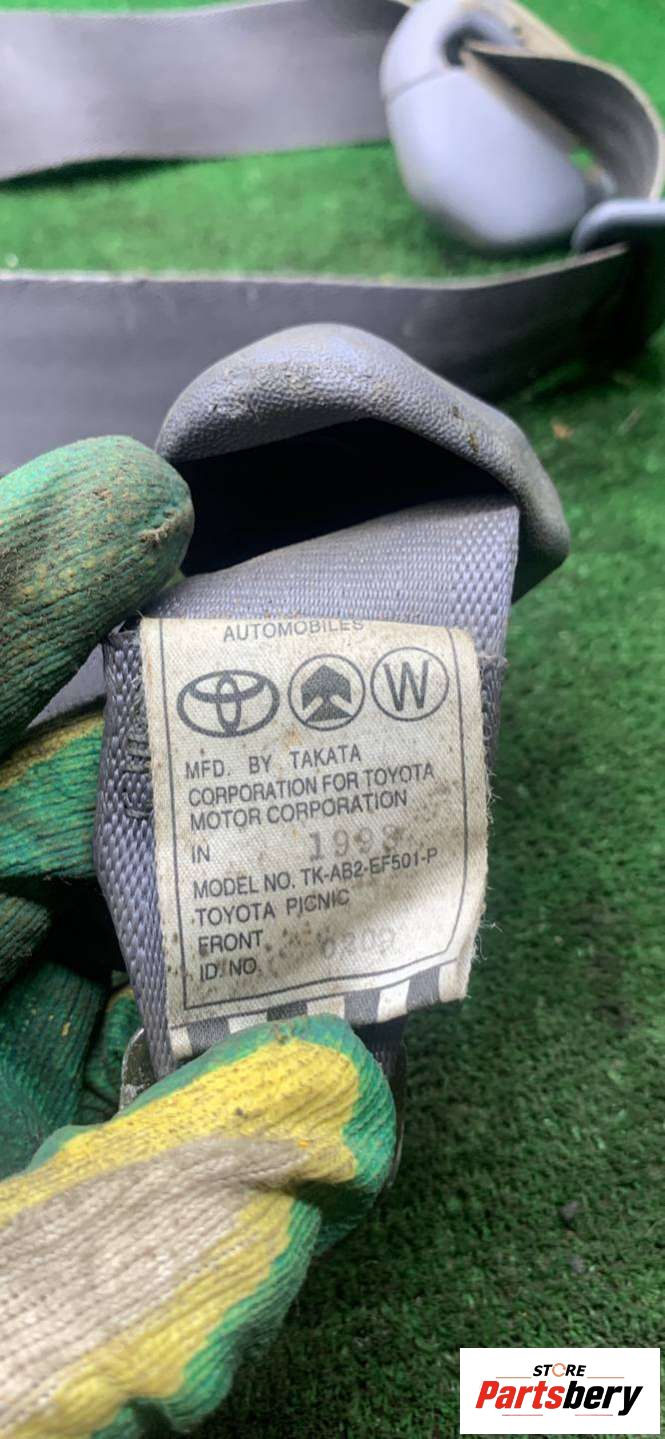 AUTOMOBILES
W
MFD. BY TAKATA
CORPORATION FOR TOYOTA
MOTOR CORPORATION
IN
MODEL NO. TK-AB2-EF501-P
TOYOTA PICNIC
FRONT
ID. NO.
STORE
Partsbery